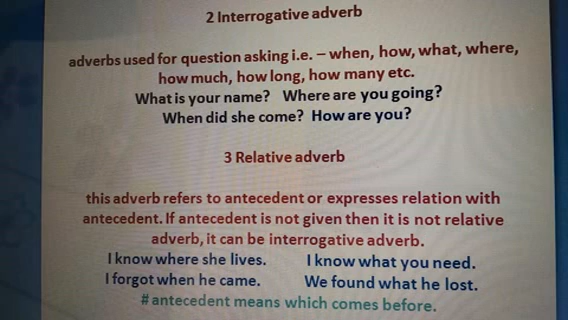 2 Interrogative adverb
adverbs used for question asking i.e. – when, how, what, where,
how much, how long, how many etc.
What is your name? Where are you going?
When did she come? How are you?
3 Relative adverb
this adverb refers to antecedent or expresses relation with
antecedent. If antecedent is not given then it is not relative
adverb, it can be interrogative adverb.
I know where she lives. I know what you need.
I forgot when he came. We found what he lost.
# antecedent means which comes before.